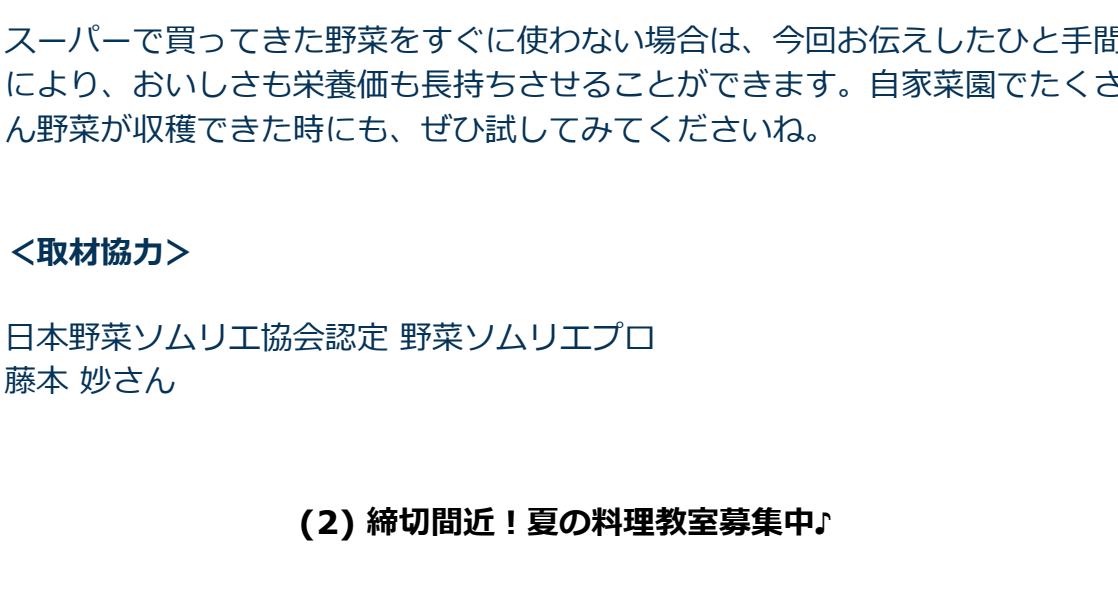 スーパーで買ってきた野菜をすぐに使わない場合は、今回お伝えしたひと手間
により、おいしさも栄養価も長持ちさせることができます。自家菜園でたくさ
ん野菜が収穫できた時にも、ぜひ試してみてくださいね。
＜取材協力＞
日本野菜ソムリエ協会認定 野菜ソムリエプロ
藤本 妙さん
(2) 締切間近！夏の料理教室募集中♪